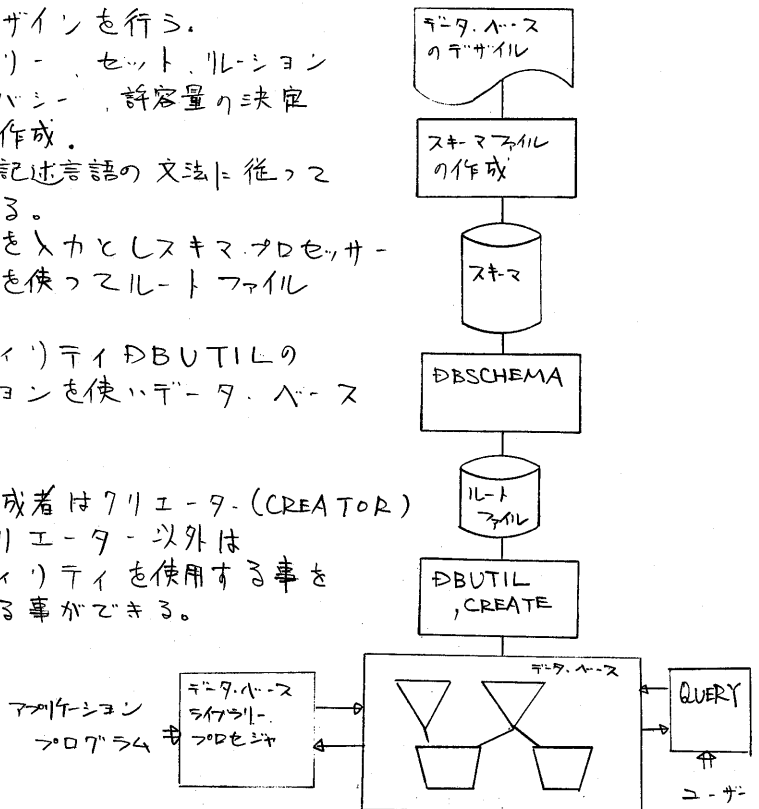 ザインを行う.
リー 、セット、リレーション
バシー 、許容量の決定
作成.
記述言語の文法に従って
る。
を入力としスキマ.プロセッサー
を使ってルート ファイル
ィリティDBUTILの
ョンを使いデータ.ベース
成者はクリエーター(CREATOR)
リエーター以外は
ィリティを使用する事を
る事ができる。
データ.ベース
のデザイル
スキーマファイル
の作成
スキーマ
DBSCHEMA
ルート
ファイル
DBUTIL
,CREATE
データ.ベース
アプリケーション
プログラム
データ.ベース
ライブラリー.
プロセジャ
QUERY
ユーザー